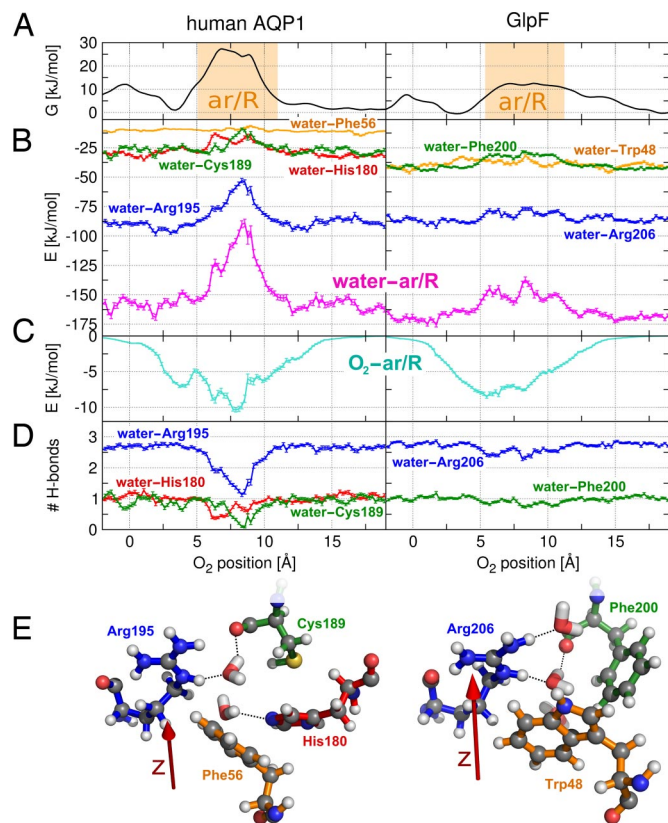 human AQP1
GlpF
A
G [kJ/mol]
30
20
10
0
ar/R
ar/R
B
E [kJ/mol]
-25
-50
-75
-100
-125
-150
-175
water−Phe56
water−Cys189
water−His180
water−Arg195
water−Phe200
water−Trp48
water−Arg206
water−ar/R
C
E [kJ/mol]
0
-5
-10
O₂−ar/R
D
# H-bonds
3
2
1
0
water−Arg195
water−His180
water−Cys189
water−Arg206
water−Phe200
0 5 10 15
0 5 10 15
O₂ position [Å]
O₂ position [Å]
E
Arg195
Cys189
His180
Phe56
Z
Arg206
Phe200
Trp48
Z